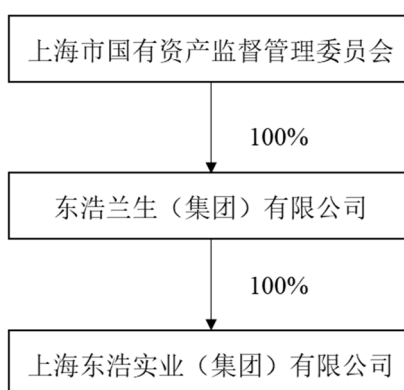 上海市国有资产监督管理委员会
100%
东浩兰生（集团）有限公司
100%
上海东浩实业（集团）有限公司